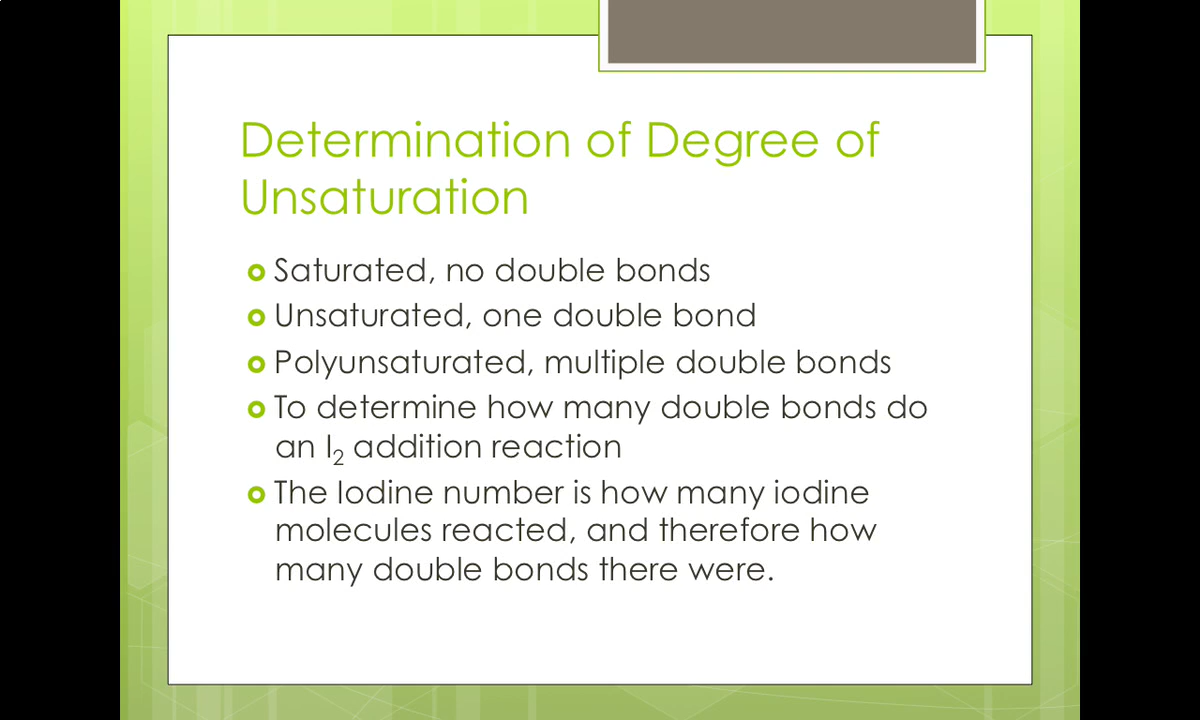 Determination of Degree of
Unsaturation
Saturated, no double bonds
Unsaturated, one double bond
Polyunsaturated, multiple double bonds
To determine how many double bonds do
an I₂ addition reaction
The Iodine number is how many iodine
molecules reacted, and therefore how
many double bonds there were.